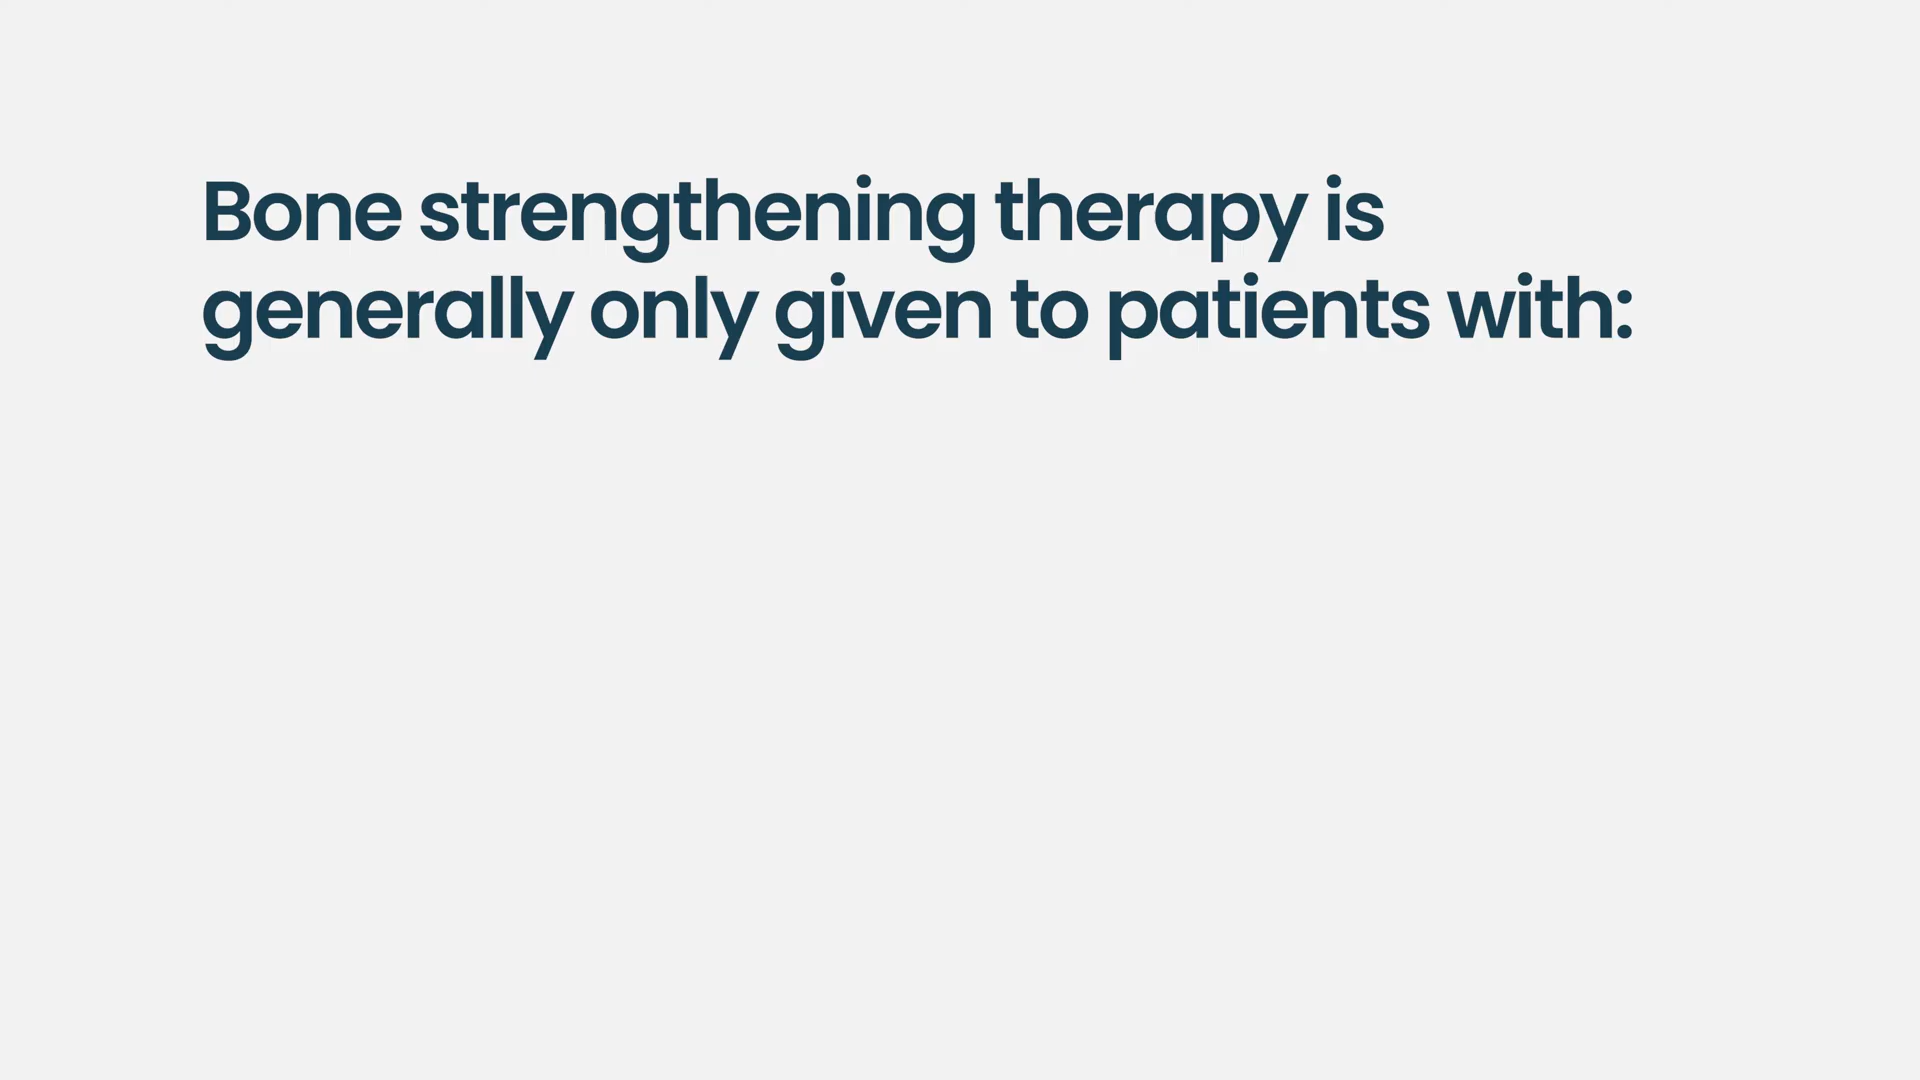 Bone strengthening therapy is
generally only given to patients with: